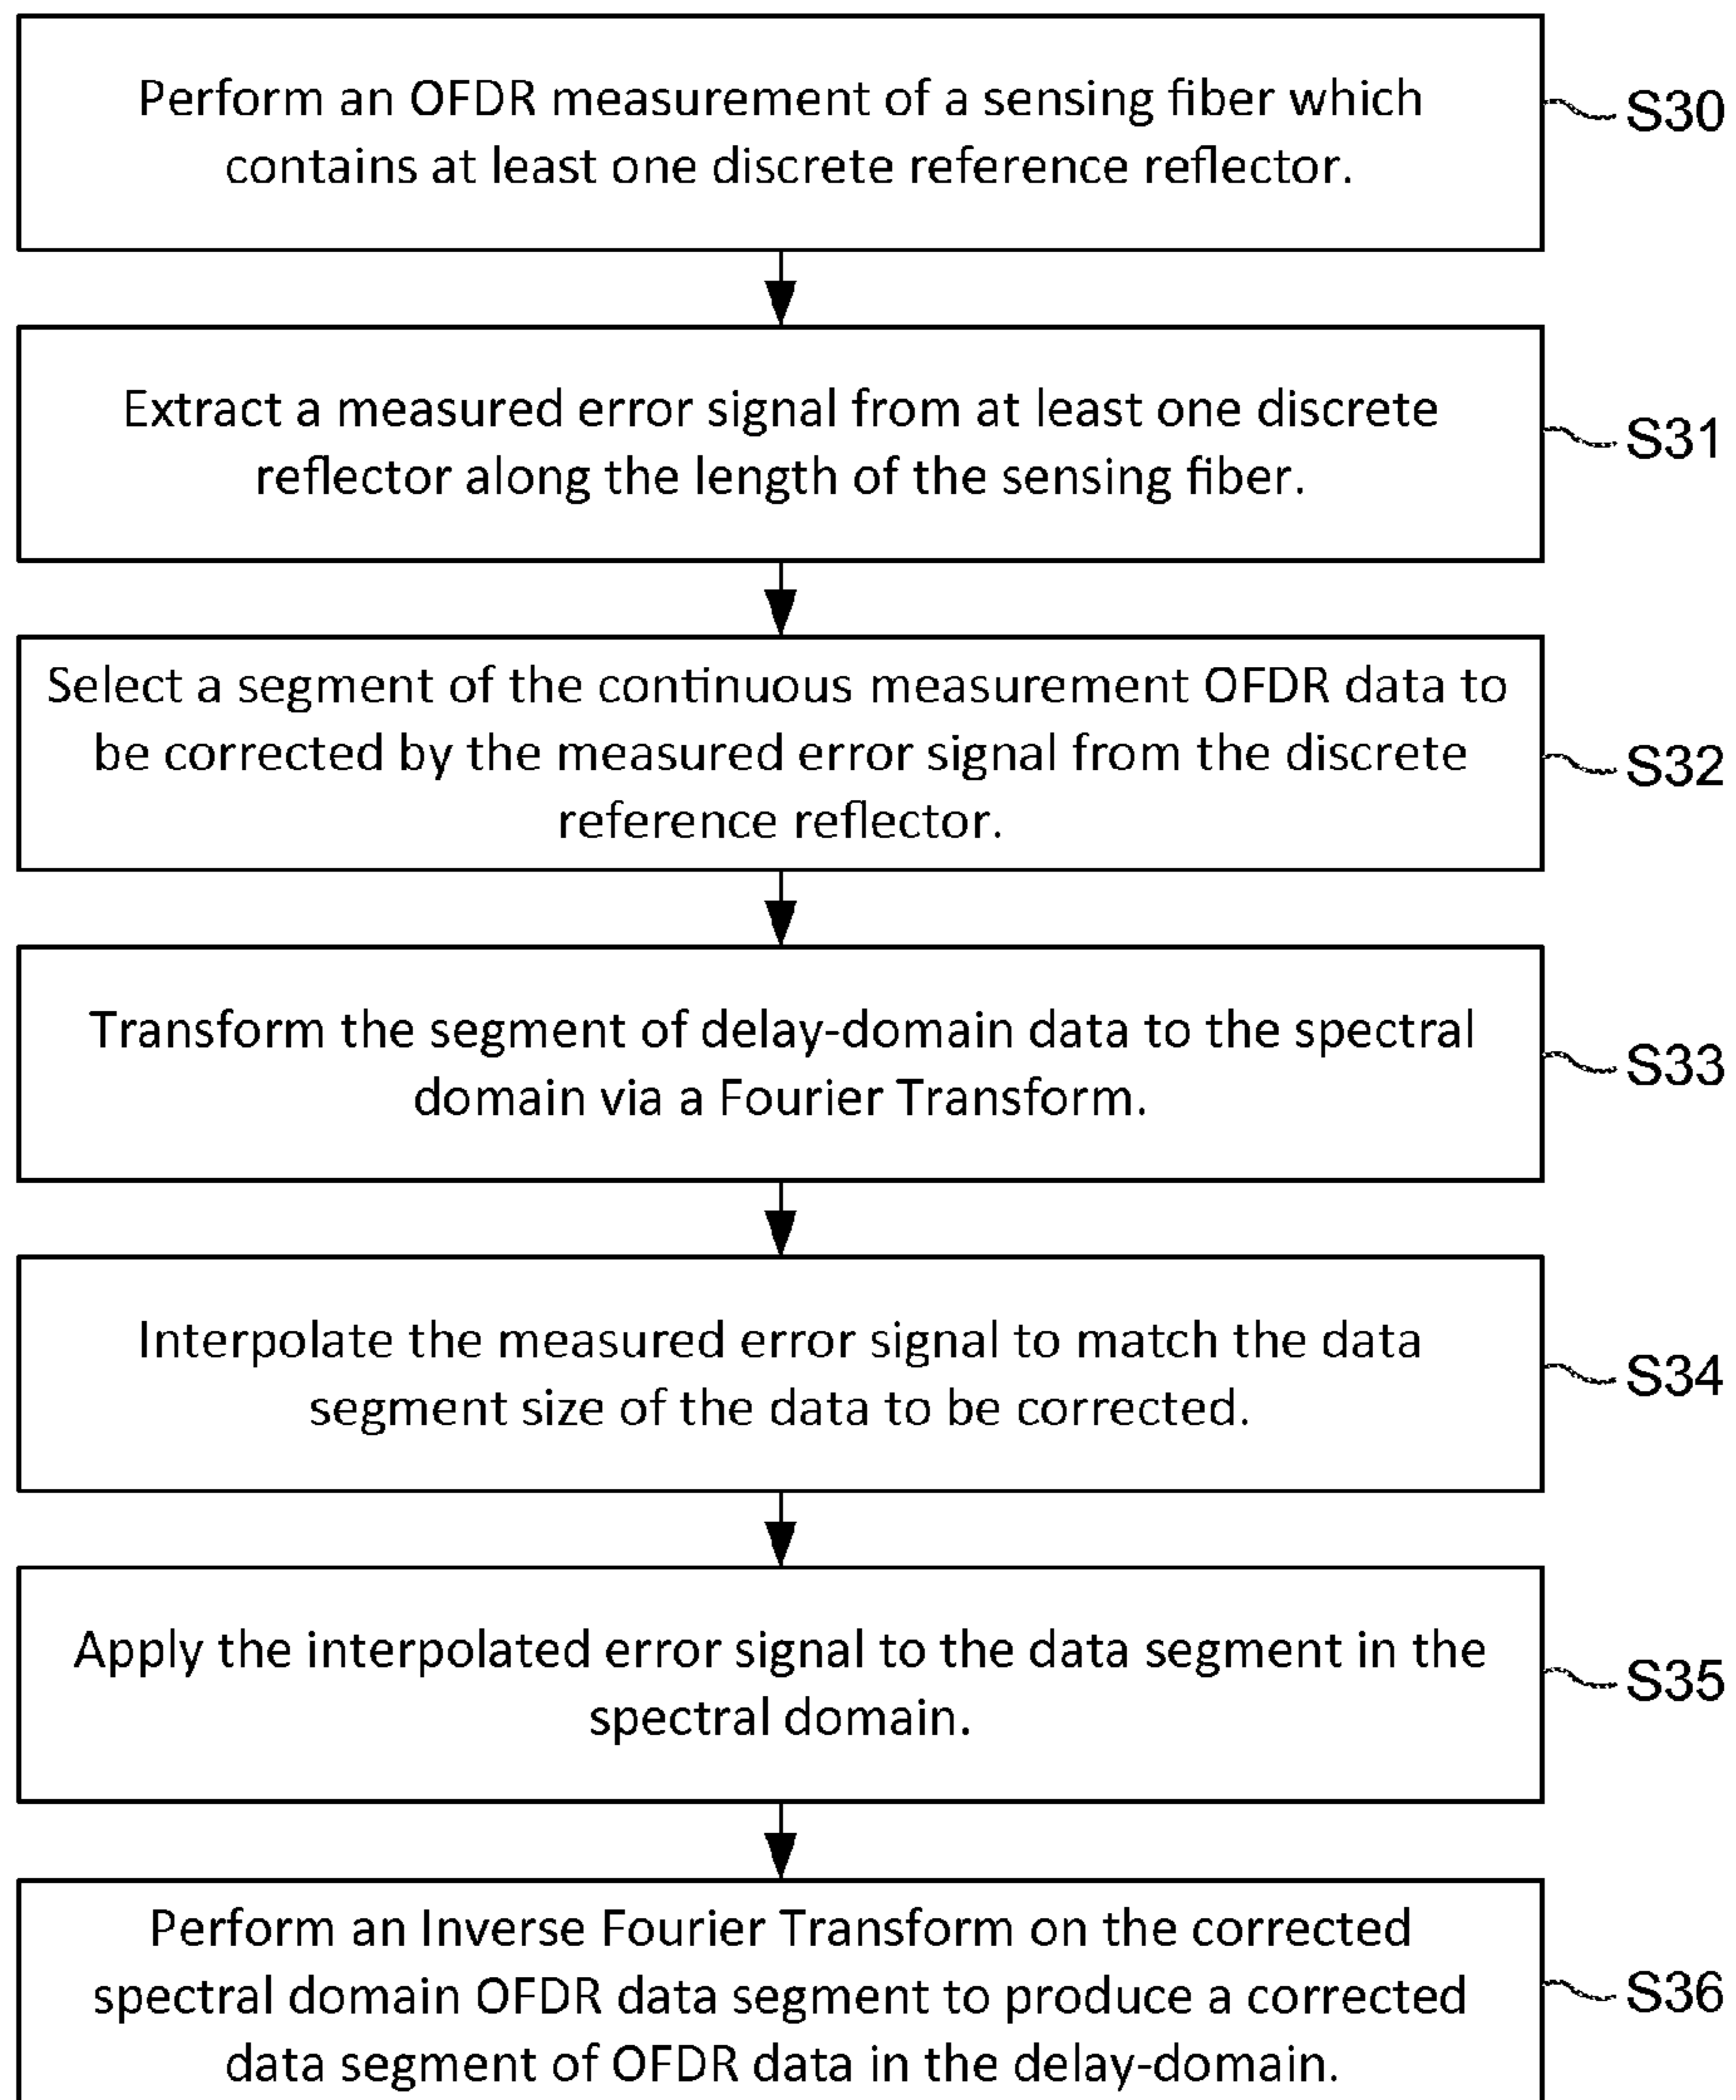 Perform an OFDR measurement of a sensing fiber which
contains at least one discrete reference reflector.
S30
Extract a measured error signal from at least one discrete
reflector along the length of the sensing fiber.
S31
Select a segment of the continuous measurement OFDR data to
be corrected by the measured error signal from the discrete
reference reflector.
S32
Transform the segment of delay-domain data to the spectral
domain via a Fourier Transform.
S33
Interpolate the measured error signal to match the data
segment size of the data to be corrected.
S34
Apply the interpolated error signal to the data segment in the
spectral domain.
S35
Perform an Inverse Fourier Transform on the corrected
spectral domain OFDR data segment to produce a corrected
data segment of OFDR data in the delay-domain.
S36